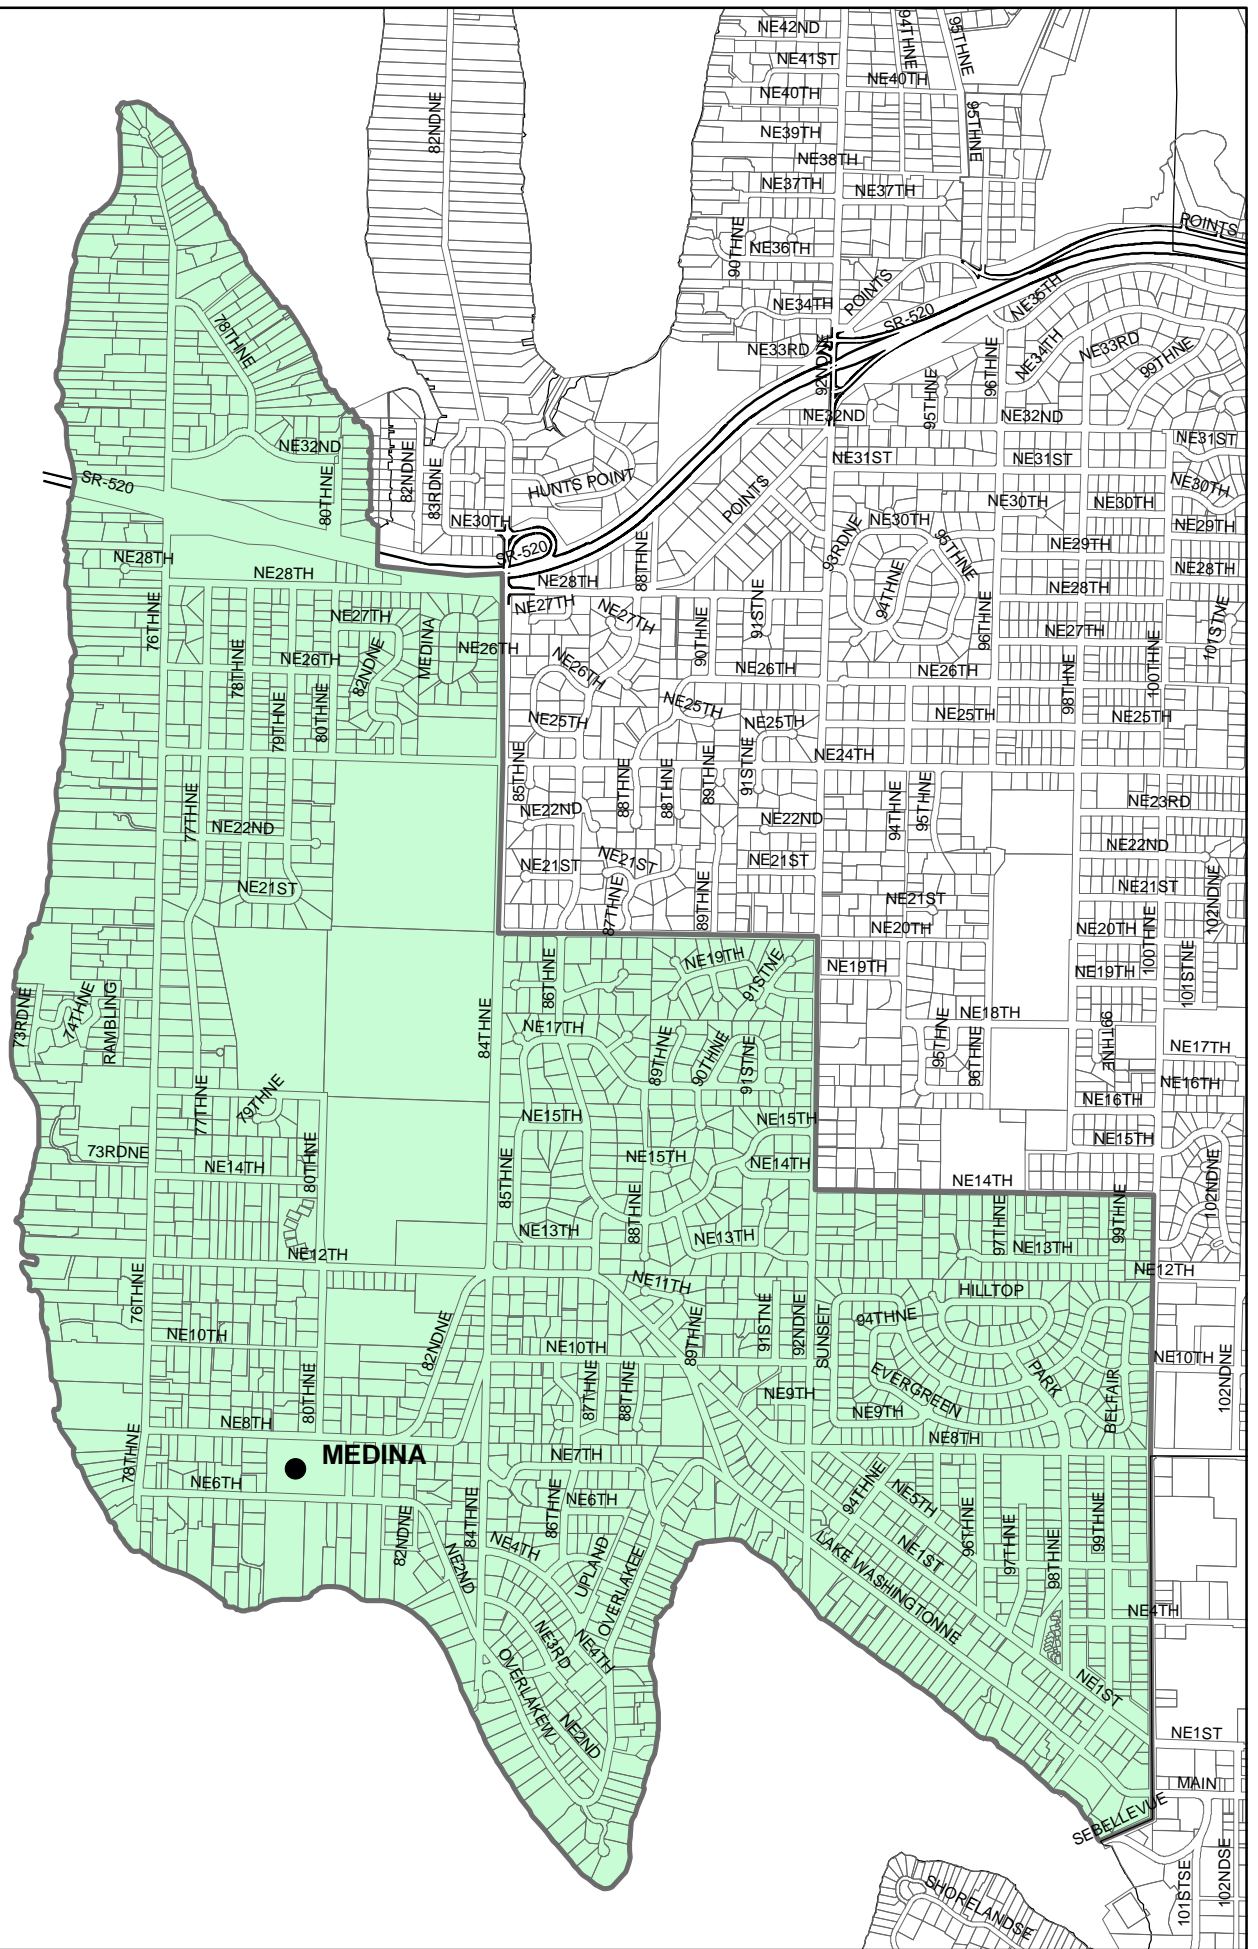 NE42ND
94THNE
95THNE
NE41ST
NE40TH
NE40TH
82NDNE
95THNE
NE39TH
NE38TH
NE37TH
NE37TH
POINTS
90THNE
NE36TH
POINTS
NE35TH
NE34TH
SR-520
78THNE
NE33RD
92NDNE
96THNE
NE34TH
NE33RD
99THNE
95THNE
NE32ND
NE32ND
NE32ND
82NDNE
83RDNE
NE31ST
NE31ST
NE31ST
SR-520
80THNE
HUNTS POINT
POINTS
NE30TH
NE30TH
NE30TH
NE30TH
NE30TH
NE29TH
93RDNE
95THNE
NE29TH
NE28TH
SR-520
88THNE
NE28TH
NE28TH
NE28TH
NE28TH
94THNE
NE27TH
NE27TH
NE27TH
91STNE
76THNE
MEDINA
90THNE
96THNE
NE27TH
101STNE
NE26TH
78THNE
NE26TH
82NDNE
NE26TH
NE26TH
NE26TH
98THNE
100THNE
79THNE
80THNE
NE25TH
NE25TH
NE25TH
NE25TH
NE25TH
NE24TH
85THNE
88THNE
88THNE
89THNE
91STNE
94THNE
95THNE
77THNE
NE23RD
NE22ND
NE22ND
NE22ND
NE22ND
NE21ST
NE21ST
NE21ST
NE21ST
NE21ST
NE21ST
87THNE
89THNE
102NDNE
NE20TH
NE20TH
100THNE
NE19TH
NE19TH
NE19TH
86THNE
91STNE
101STNE
73RDNE
74THNE
RAMBLING
84THNE
NE18TH
NE17TH
89THNE
90THNE
91STNE
95THNE
96THNE
99THNE
NE17TH
NE16TH
NE16TH
77THNE
79THNE
NE15TH
NE15TH
NE15TH
NE15TH
73RDNE
NE14TH
80THNE
85THNE
NE14TH
NE14TH
102NDNE
88THNE
97THNE
99THNE
NE13TH
NE13TH
NE13TH
NE12TH
NE12TH
76THNE
NE11TH
HILLTOP
89THNE
91STNE
92NDNE
SUNSET
94THNE
NE10TH
82NDNE
NE10TH
NE10TH
PARK
80THNE
87THNE
88THNE
NE9TH
EVERGREEN
NE9TH
BELFAIR
102NDNE
NE8TH
NE8TH
78THNE
MEDINA
NE7TH
NE6TH
NE6TH
94THNE
NE5TH
82NDNE
84THNE
86THNE
96THNE
97THNE
98THNE
99THNE
NE4TH
NE2ND
UPLAND
OVERLAKEE
LAKE WASHINGTONNE
NE1ST
NE4TH
NE3RD
NE4TH
OVERLAKEW
NE2ND
NE1ST
NE1ST
MAIN
SEBELLEVUE
SHORELANDSE
101STSE
102NDSE